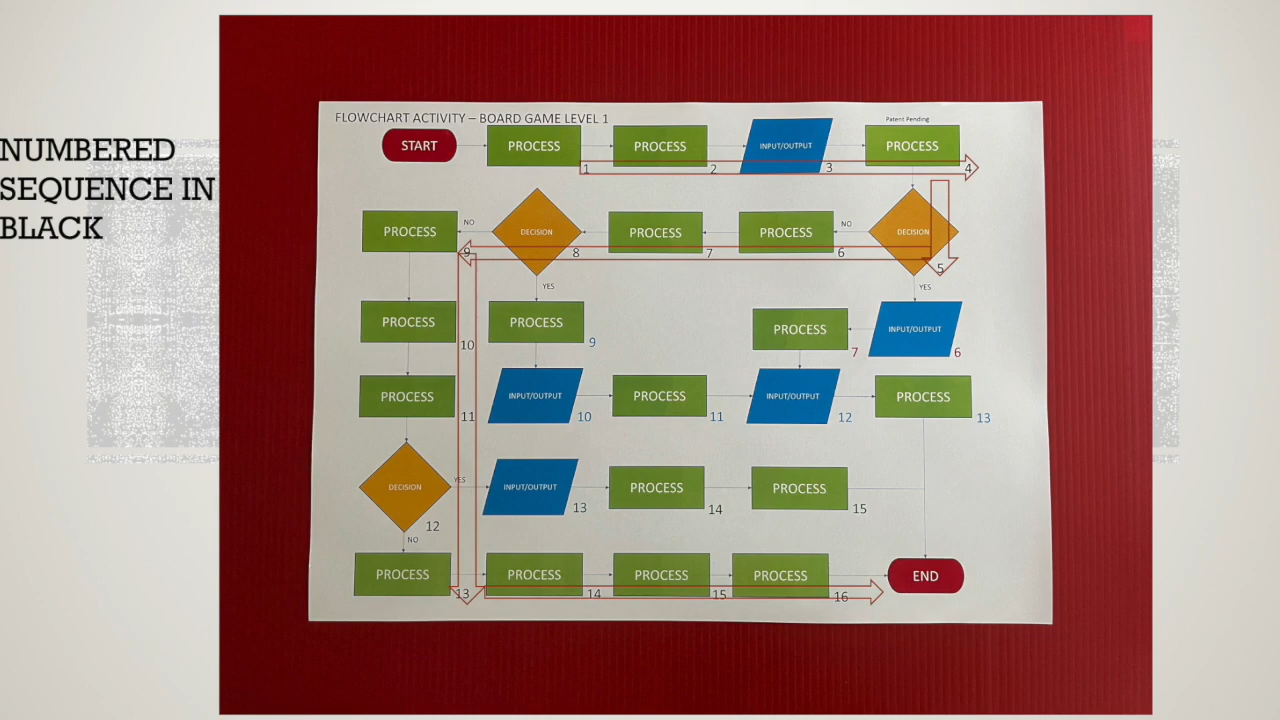 NUMBERED
SEQUENCE IN
BLACK
FLOWCHART ACTIVITY – BOARD GAME LEVEL 1
Patent Pending
START
PROCESS
PROCESS
INPUT/OUTPUT
PROCESS
1
2
3
4
PROCESS
NO
DECISION
PROCESS
PROCESS
NO
DECISION
9
8
7
6
5
YES
YES
PROCESS
PROCESS
PROCESS
INPUT/OUTPUT
10
9
7
6
PROCESS
INPUT/OUTPUT
PROCESS
INPUT/OUTPUT
PROCESS
11
10
11
12
13
DECISION
YES
INPUT/OUTPUT
PROCESS
PROCESS
12
13
14
15
NO
PROCESS
PROCESS
PROCESS
PROCESS
END
13
14
15
16